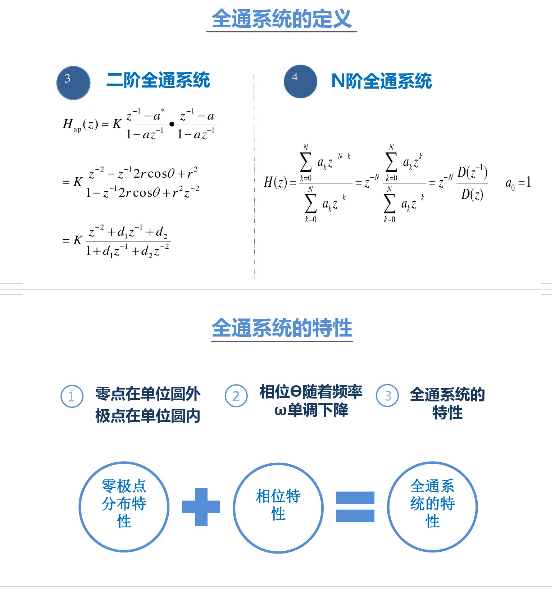 全通系统的定义
3 二阶全通系统
H_ap(z) = K (z^-1 − a^*)/(1 − az^-1) • (z^-1 − a)/(1 − az^-1)
= K (z^-2 − z^-1 2r cosθ + r^2)/(1 − z^-1 2r cosθ + r^2 z^-2)
= K (z^-2 + d_1 z^-1 + d_2)/(1 + d_1 z^-1 + d_2 z^-2)
4 N阶全通系统
H(z) = (∑_{k=0}^{N} a_k z^{N k})/(∑_{k=0}^{N} a_k z^k) = z^-N (∑_{k=0}^{N} a_k z^k)/(∑_{k=0}^{N} a_k z^k) = z^-N D(z^-1)/D(z) a_0 = 1
全通系统的特性
1 零点在单位圆外
极点在单位圆内
2 相位Θ随着频率
ω单调下降
3 全通系统的
特性
零极点
分布特
性
相位特
性
全通系
统的特
性